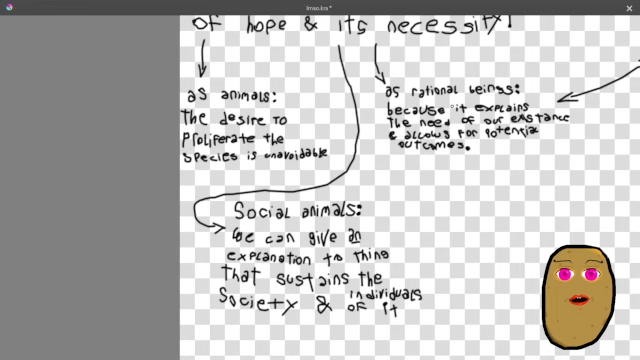 lmao.kra *
of hope & its necessity!
as animals:
the desire to
proliferate the
species is unavoidable
as rational beings:
because it explains
the need of our existance
& allows for potential
outcomes.
Social animals:
we can give an
explanation to thing
that sustains the
Society & individuals
of it